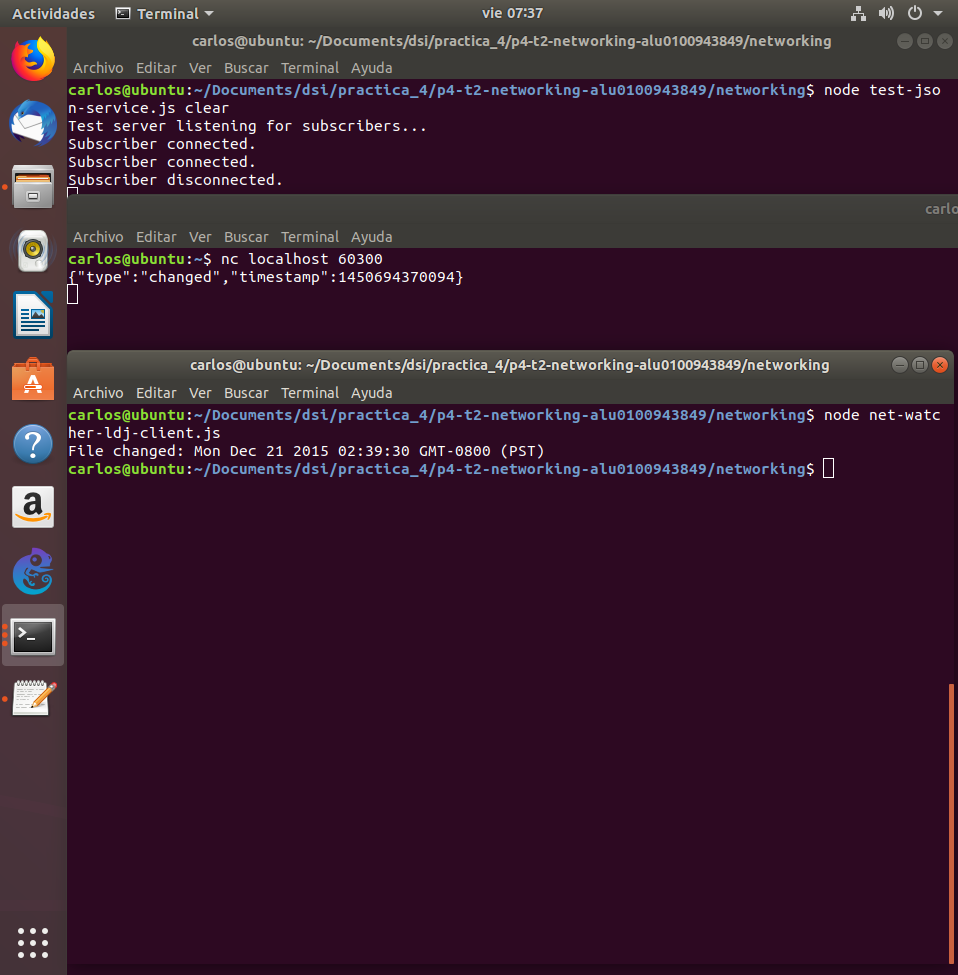 Actividades Terminal vie 07:37
carlos@ubuntu: ~/Documents/dsi/practica_4/p4-t2-networking-alu0100943849/networking
Archivo Editar Ver Buscar Terminal Ayuda
carlos@ubuntu:~/Documents/dsi/practica_4/p4-t2-networking-alu0100943849/networking$ node test-jso
n-service.js clear
Test server listening for subscribers...
Subscriber connected.
Subscriber connected.
Subscriber disconnected.
carlo
Archivo Editar Ver Buscar Terminal Ayuda
carlos@ubuntu:~$ nc localhost 60300
{"type":"changed","timestamp":1450694370094}
carlos@ubuntu: ~/Documents/dsi/practica_4/p4-t2-networking-alu0100943849/networking
Archivo Editar Ver Buscar Terminal Ayuda
carlos@ubuntu:~/Documents/dsi/practica_4/p4-t2-networking-alu0100943849/networking$ node net-watc
her-ldj-client.js
File changed: Mon Dec 21 2015 02:39:30 GMT-0800 (PST)
carlos@ubuntu:~/Documents/dsi/practica_4/p4-t2-networking-alu0100943849/networking$